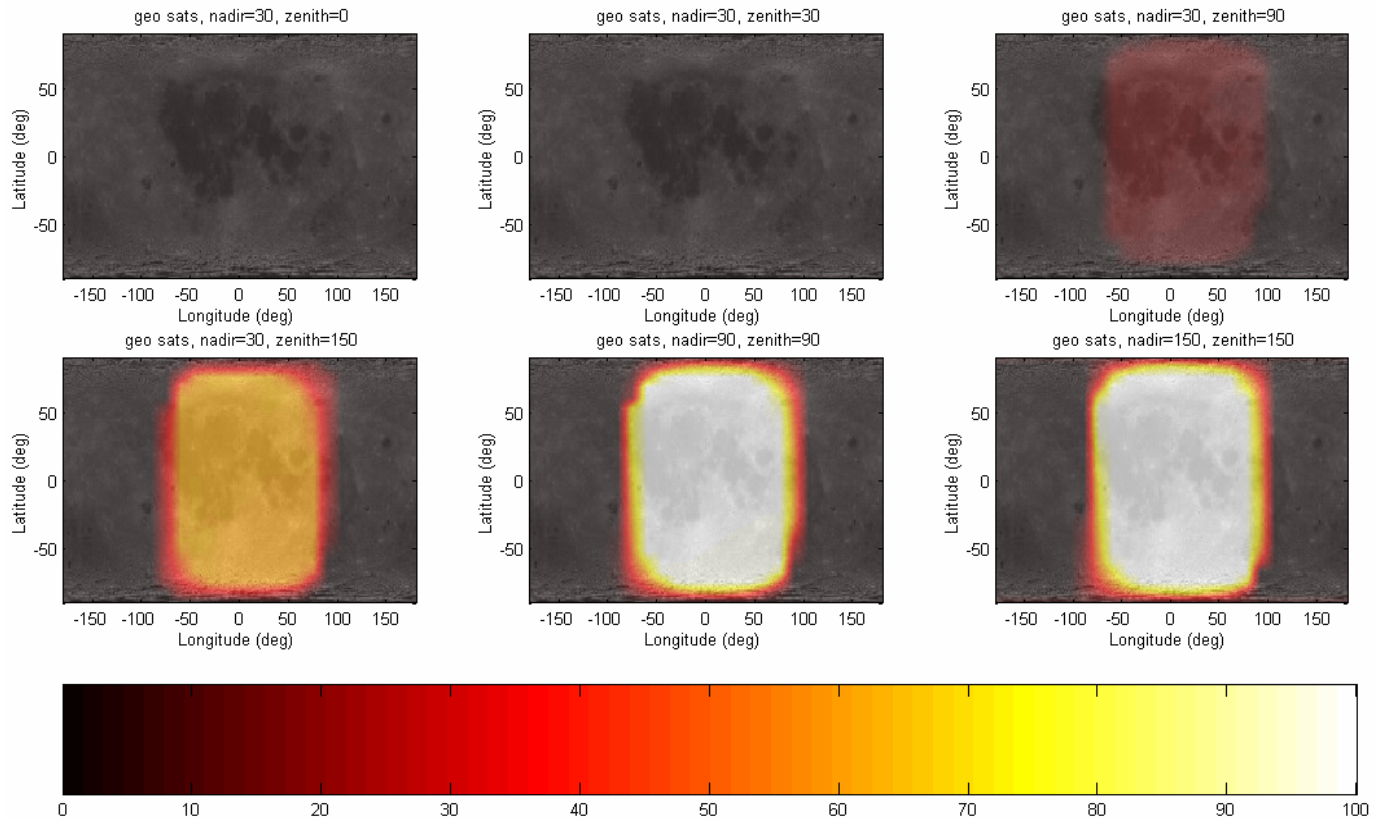 geo sats, nadir=30, zenith=0
geo sats, nadir=30, zenith=30
geo sats, nadir=30, zenith=90
Latitude (deg)
50
0
-50
-150 -100 -50 0 50 100 150
Longitude (deg)
Latitude (deg)
50
0
-50
-150 -100 -50 0 50 100 150
Longitude (deg)
Latitude (deg)
50
0
-50
-150 -100 -50 0 50 100 150
Longitude (deg)
geo sats, nadir=30, zenith=150
geo sats, nadir=90, zenith=90
geo sats, nadir=150, zenith=150
Latitude (deg)
50
0
-50
-150 -100 -50 0 50 100 150
Longitude (deg)
Latitude (deg)
50
0
-50
-150 -100 -50 0 50 100 150
Longitude (deg)
Latitude (deg)
50
0
-50
-150 -100 -50 0 50 100 150
Longitude (deg)
0 10 20 30 40 50 60 70 80 90 100